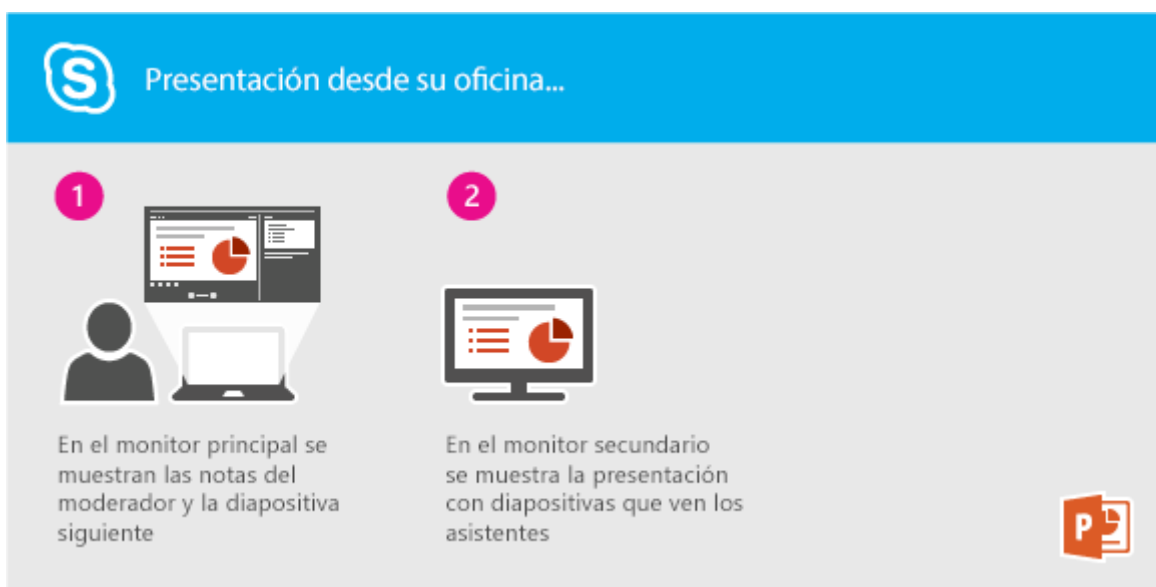 Presentación desde su oficina...
1
2
En el monitor principal se
muestran las notas del
moderador y la diapositiva
siguiente
En el monitor secundario
se muestra la presentación
con diapositivas que ven los
asistentes
P